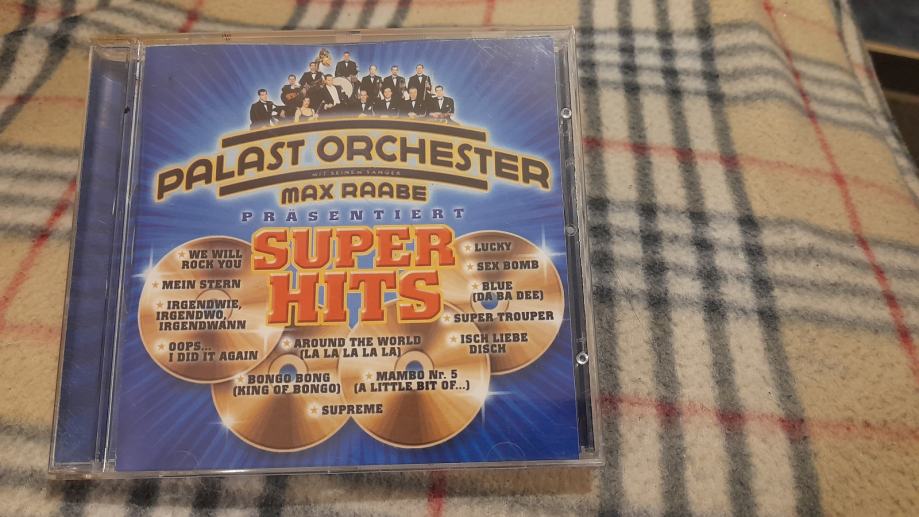 PALAST ORCHESTER
MIT SEINEM SÄNGER
MAX RAABE
PRÄSENTIERT
SUPER
HITS
WE WILL
ROCK YOU
MEIN STERN
IRGENDWIE,
IRGENDWO,
IRGENDWANN
OOPS...
I DID IT AGAIN
LUCKY
SEX BOMB
BLUE
(DA BA DEE)
SUPER TROUPER
ISCH LIEBE
DISCH
AROUND THE WORLD
(LA LA LA LA LA)
BONGO BONG
(KING OF BONGO)
MAMBO Nr. 5
(A LITTLE BIT OF...)
SUPREME